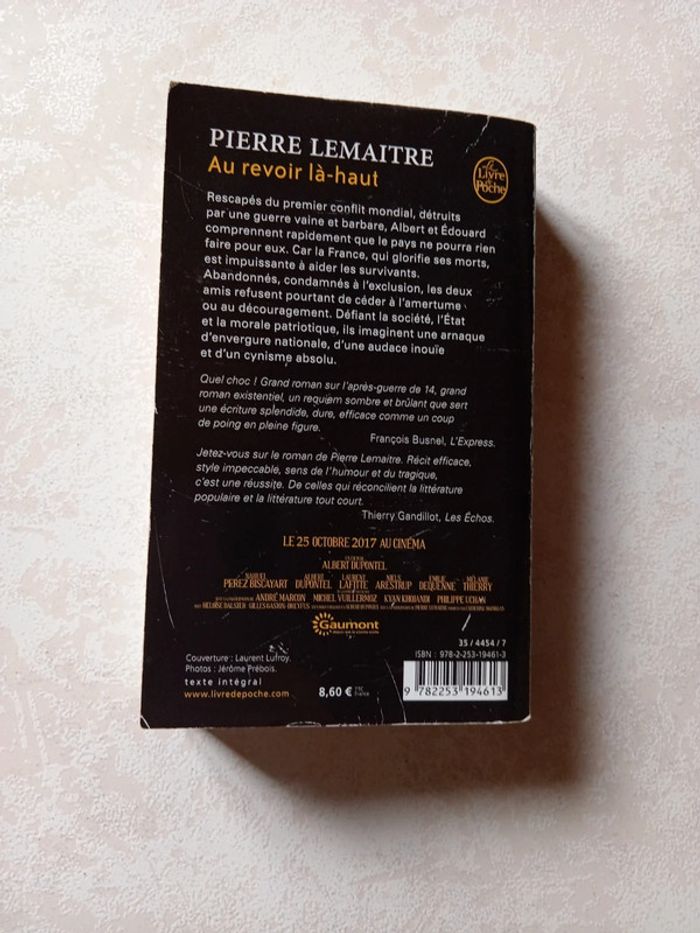 PIERRE LEMAITRE
Au revoir là-haut
Le
Livre
de
Poche
Rescapés du premier conflit mondial, détruits
par une guerre vaine et barbare, Albert et Édouard
comprennent rapidement que le pays ne pourra rien
faire pour eux. Car la France, qui glorifie ses morts,
est impuissante à aider les survivants.
Abandonnés, condamnés à l'exclusion, les deux
amis refusent pourtant de céder à l'amertume
ou au découragement. Défiant la société, l'État
et la morale patriotique, ils imaginent une arnaque
d'envergure nationale, d'une audace inouïe
et d'un cynisme absolu.
Quel choc ! Grand roman sur l'après-guerre de 14, grand
roman existentiel, un requiem sombre et brûlant que sert
une écriture splendide, dure, efficace comme un coup
de poing en pleine figure.
François Busnel, L'Express.
Jetez-vous sur le roman de Pierre Lemaitre. Récit efficace,
style impeccable, sens de l'humour et du tragique,
c'est une réussite. De celles qui réconcilient la littérature
populaire et la littérature tout court.
Thierry Gandillot, Les Échos.
LE 25 OCTOBRE 2017 AU CINÉMA
UN FILM DE
ALBERT DUPONTEL
NAHUEL PEREZ BISCAYART ALBERT DUPONTEL LAURENT LAFITTE NIELS ARESTRUP ÉMILIE DEQUENNE MÉLANIE THIERRY
ANDRÉ MARCON MICHEL VUILLERMOZ KYAN KHOJANDI PHILIPPE UCHAN
HÉLOÏSE BALSTER GILLES GASTON-DREYFUS
Gaumont
35 / 4454 / 7
ISBN : 978-2-253-19461-3
Couverture : Laurent Lufroy.
Photos : Jérôme Prébois.
texte intégral
www.livredepoche.com
8,60 € TTC France
9 782253 194613